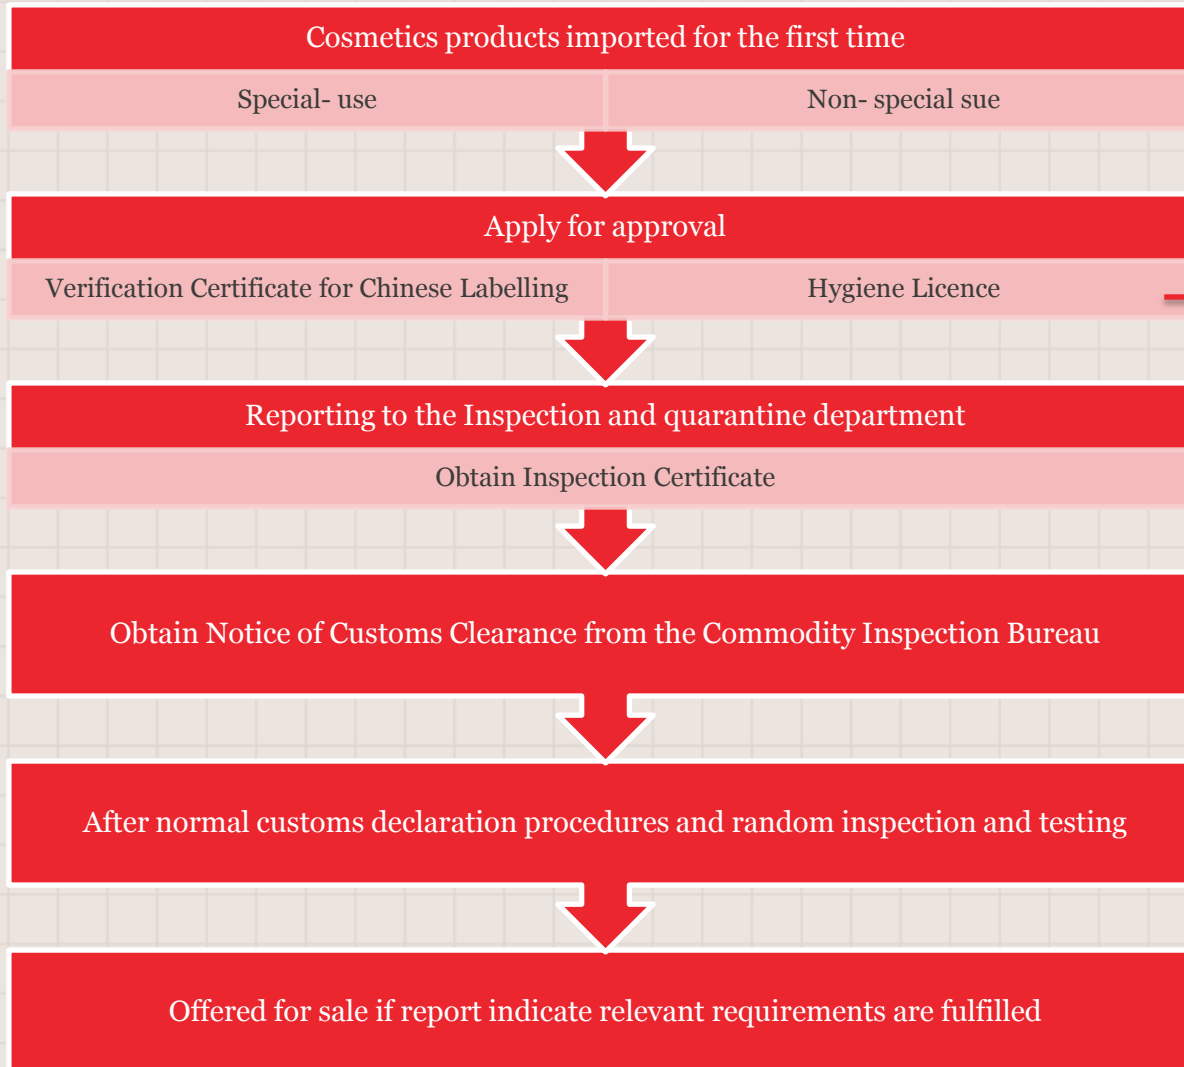 Cosmetics products imported for the first time
Special- use
Non- special sue
Apply for approval
Verification Certificate for Chinese Labelling
Hygiene Licence
Reporting to the Inspection and quarantine department
Obtain Inspection Certificate
Obtain Notice of Customs Clearance from the Commodity Inspection Bureau
After normal customs declaration procedures and random inspection and testing
Offered for sale if report indicate relevant requirements are fulfilled